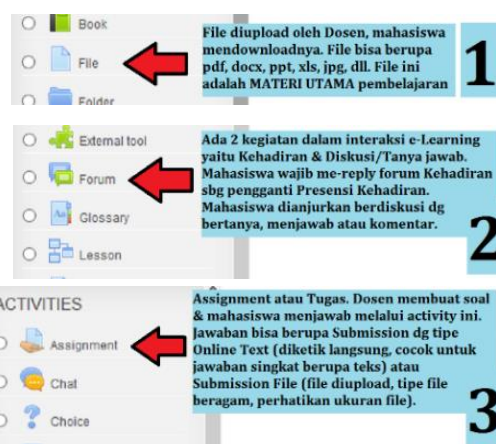 Book
File
Folder
File diupload oleh Dosen, mahasiswa
mendownloadnya. File bisa berupa
pdf, docx, ppt, xls, jpg, dll. File ini
adalah MATERI UTAMA pembelajaran
1
External tool
Forum
Glossary
Lesson
Ada 2 kegiatan dalam interaksi e-Learning
yaitu Kehadiran & Diskusi/Tanya jawab.
Mahasiswa wajib me-reply forum Kehadiran
sbg pengganti Presensi Kehadiran.
Mahasiswa dianjurkan berdiskusi dg
bertanya, menjawab atau komentar.
2
ACTIVITIES
Assignment
Chat
Choice
Assignment atau Tugas. Dosen membuat soal
& mahasiswa menjawab melalui activity ini.
Jawaban bisa berupa Submission dg tipe
Online Text (diketik langsung, cocok untuk
jawaban singkat berupa teks) atau
Submission File (file diupload, tipe file
beragam, perhatikan ukuran file).
3